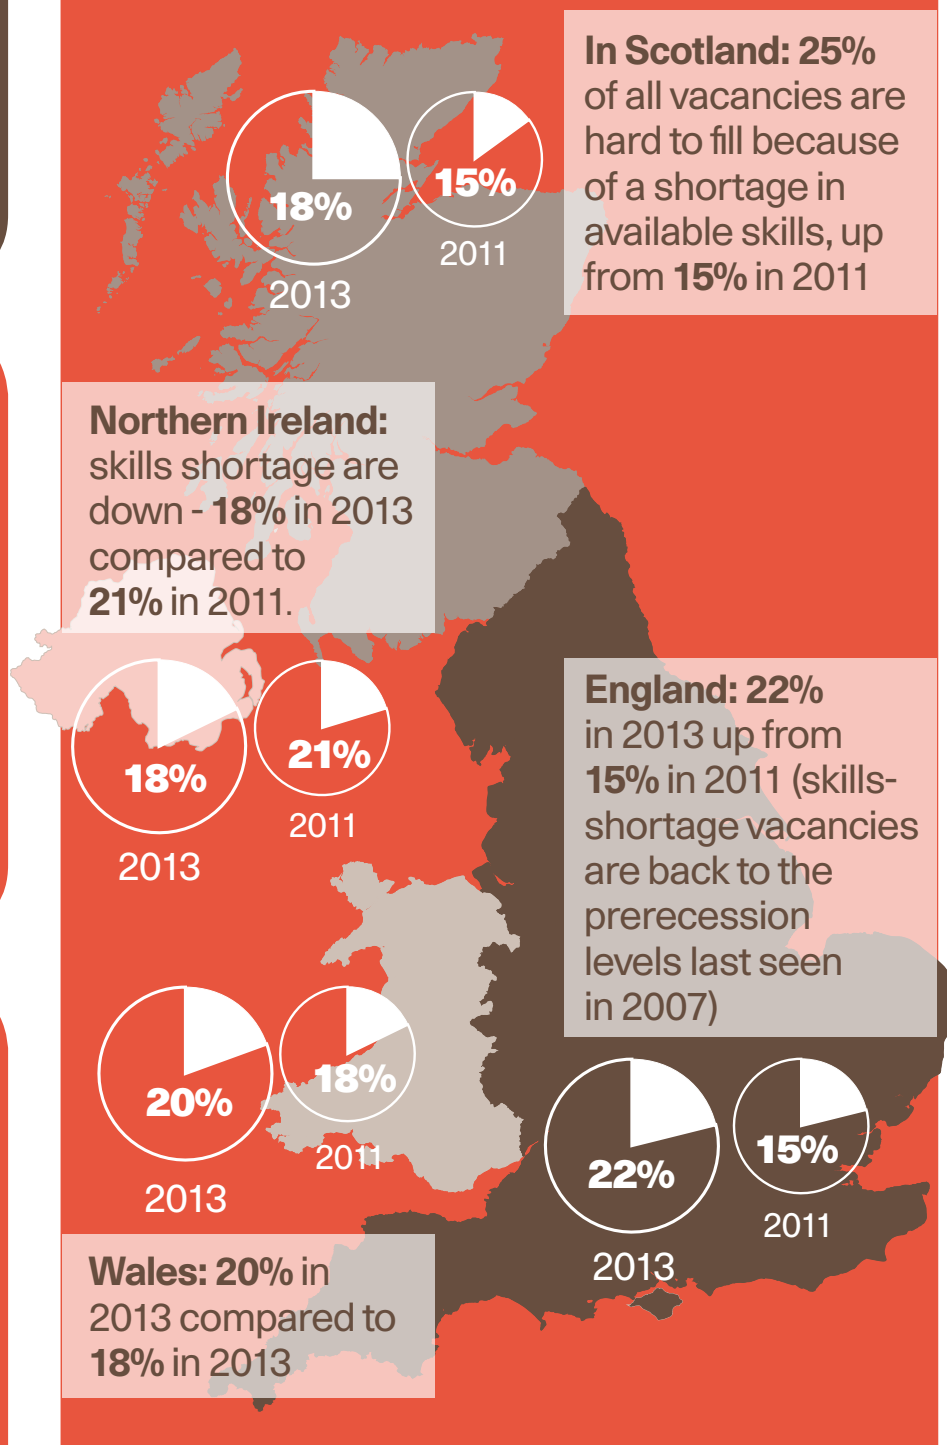 In Scotland: 25%
of all vacancies are
hard to fill because
of a shortage in
available skills, up
from 15% in 2011
18%
2013
15%
2011
Northern Ireland:
skills shortage are
down - 18% in 2013
compared to
21% in 2011.
18%
2013
21%
2011
England: 22%
in 2013 up from
15% in 2011 (skills-
shortage vacancies
are back to the
prerecession
levels last seen
in 2007)
20%
2013
18%
2011
22%
2013
15%
2011
Wales: 20% in
2013 compared to
18% in 2013